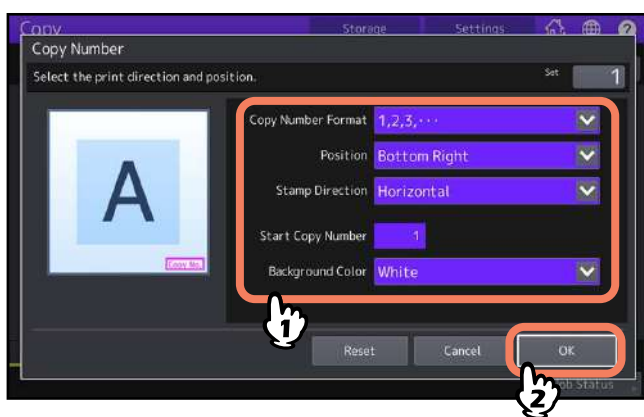 Copy Storage Settings
Copy Number
Select the print direction and position. Set 1
Copy Number Format 1,2,3,···
Position Bottom Right
A
Stamp Direction Horizontal
Start Copy Number 1
Copy No.
Background Color White
1
Reset Cancel OK
2
Job Status